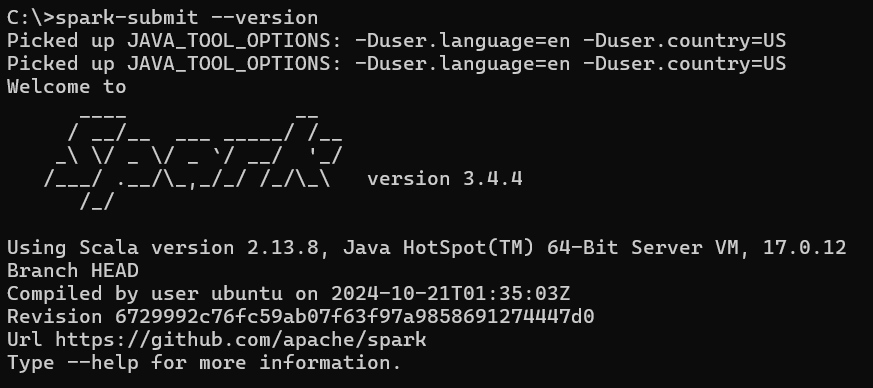 C:\>spark-submit --version
Picked up JAVA_TOOL_OPTIONS: -Duser.language=en -Duser.country=US
Picked up JAVA_TOOL_OPTIONS: -Duser.language=en -Duser.country=US
Welcome to
      ____              __
     / __/__  ___ _____/ /__
    _\ \/ _ \/ _ `/ __/  '_/
   /___/ .__/\_,_/_/ /_/\_\   version 3.4.4
      /_/
Using Scala version 2.13.8, Java HotSpot(TM) 64-Bit Server VM, 17.0.12
Branch HEAD
Compiled by user ubuntu on 2024-10-21T01:35:03Z
Revision 6729992c76fc59ab07f63f97a9858691274447d0
Url https://github.com/apache/spark
Type --help for more information.